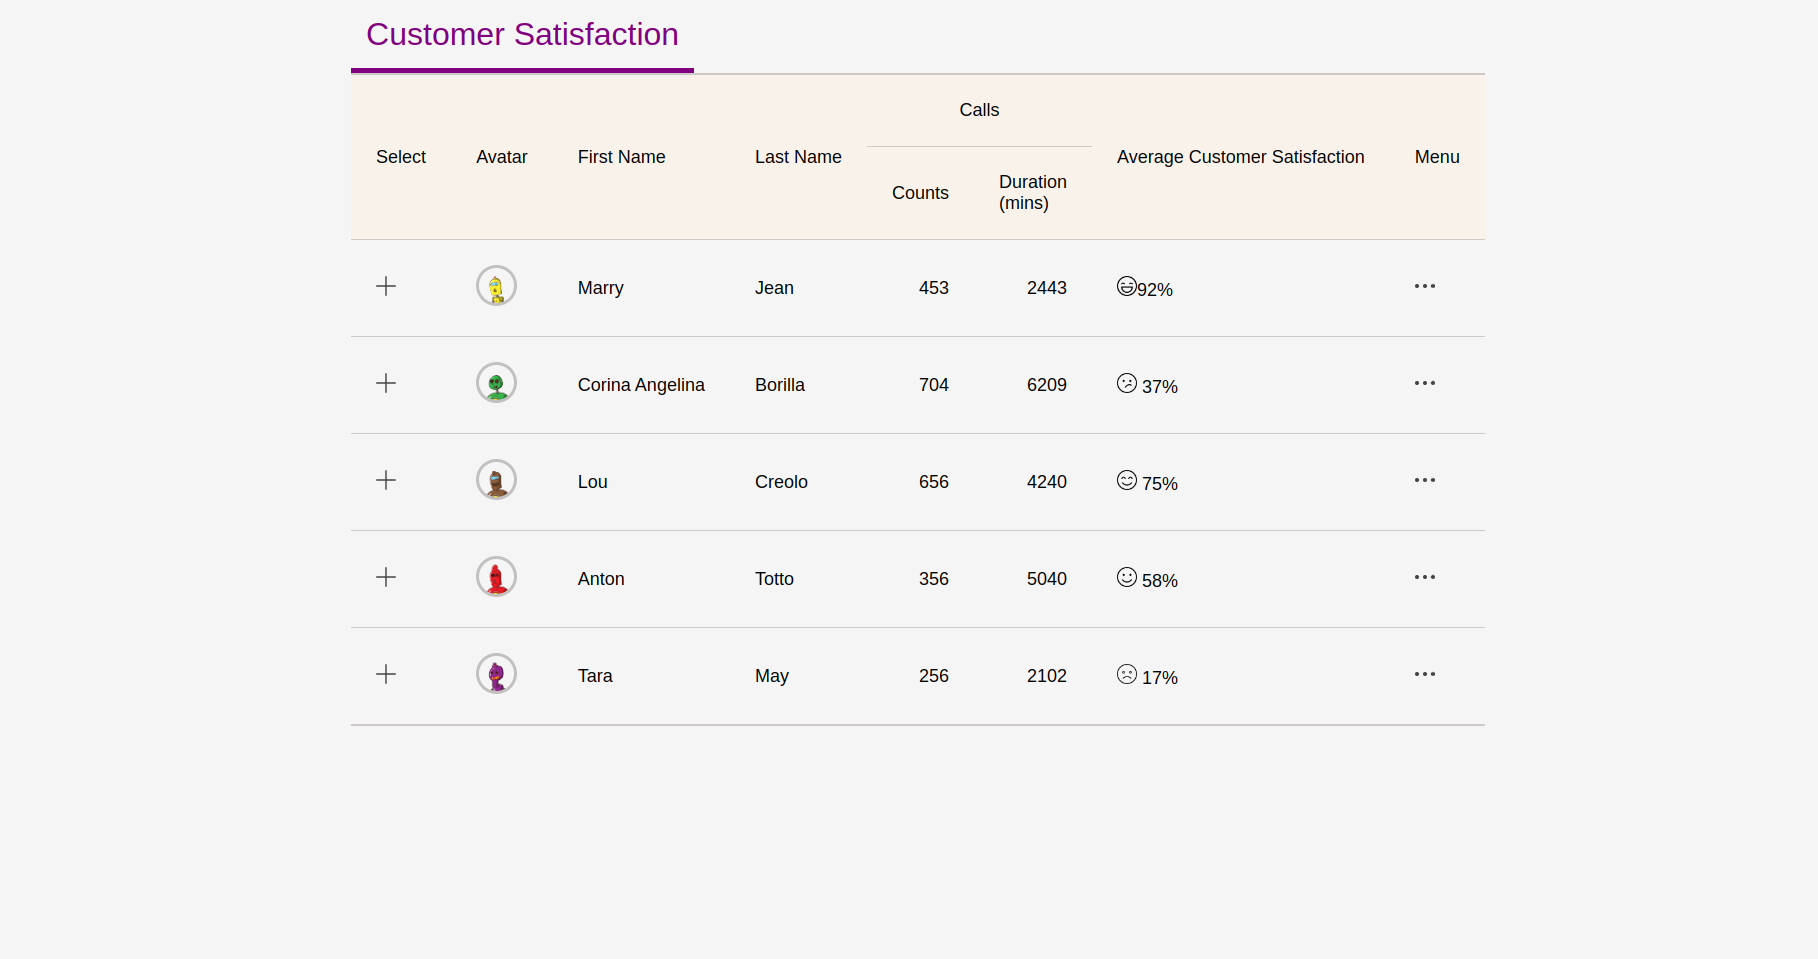 Customer Satisfaction
Calls
Select Avatar First Name Last Name Average Customer Satisfaction Menu
Counts Duration
(mins)
Marry Jean 453 2443 92%
Corina Angelina Borilla 704 6209 37%
Lou Creolo 656 4240 75%
Anton Totto 356 5040 58%
Tara May 256 2102 17%